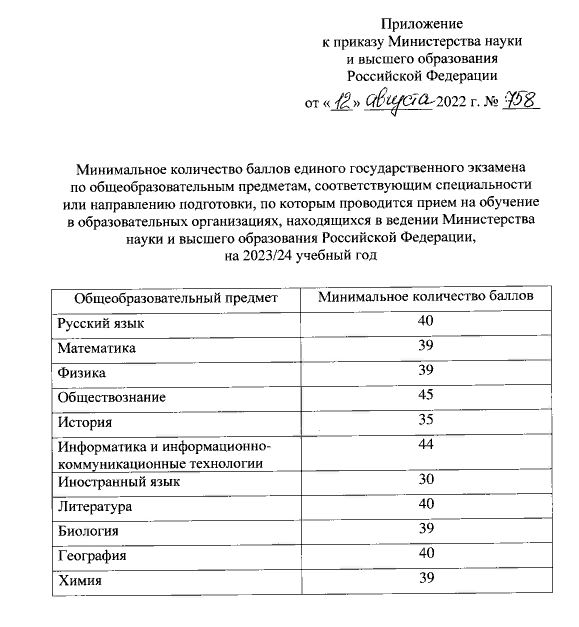 Приложение
к приказу Министерства науки
и высшего образования
Российской Федерации
от «12» августа 2022 г. № 758
Минимальное количество баллов единого государственного экзамена
по общеобразовательным предметам, соответствующим специальности
или направлению подготовки, по которым проводится прием на обучение
в образовательных организациях, находящихся в ведении Министерства
науки и высшего образования Российской Федерации,
на 2023/24 учебный год
Общеобразовательный предмет Минимальное количество баллов
Русский язык 40
Математика 39
Физика 39
Обществознание 45
История 35
Информатика и информационно- 44
коммуникационные технологии
Иностранный язык 30
Литература 40
Биология 39
География 40
Химия 39